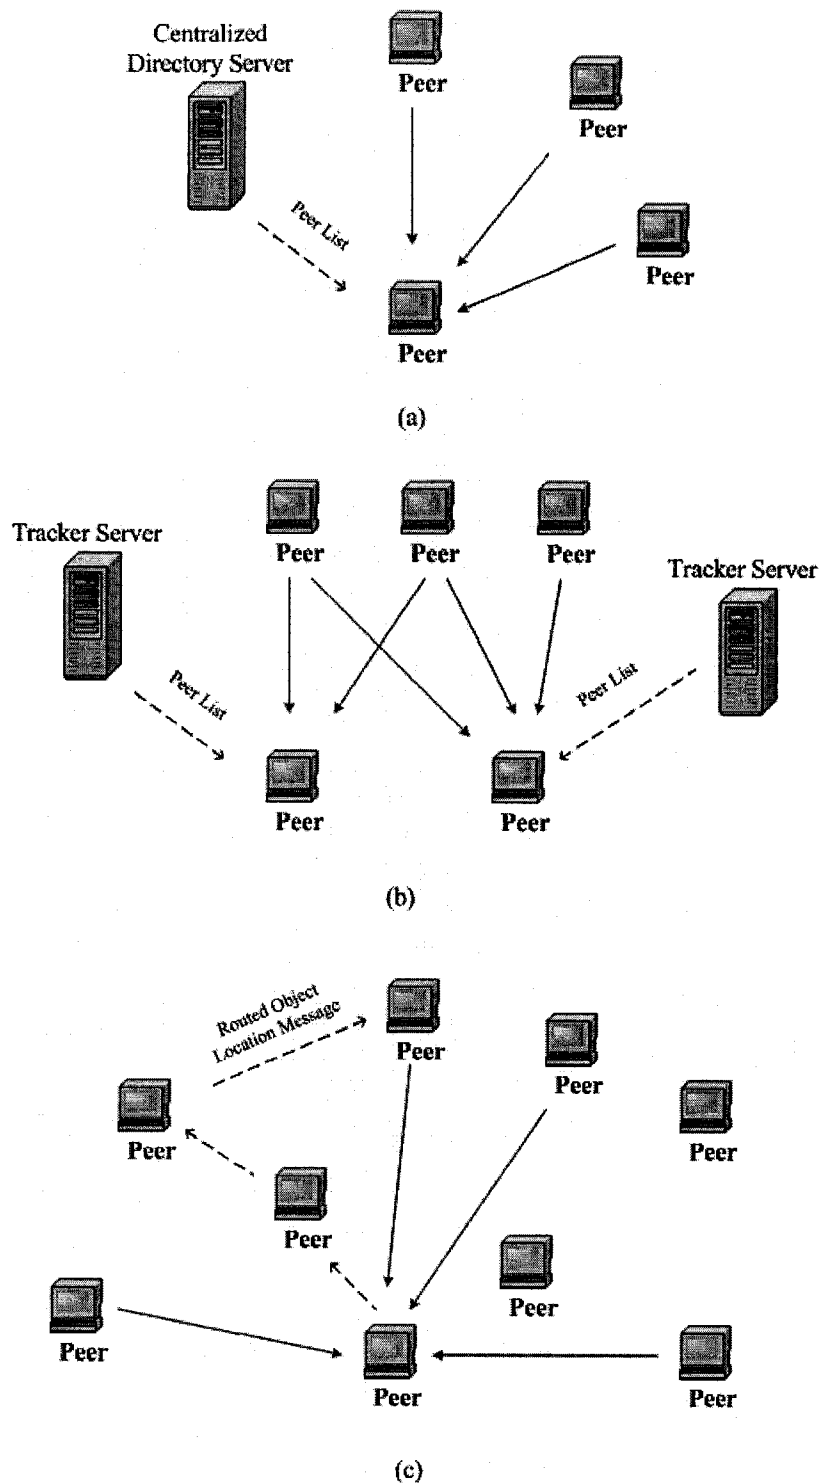 Centralized
Directory Server
Peer
Peer
Peer List
Peer
Peer
(a)
Tracker Server
Peer
Peer
Peer
Tracker Server
Peer List
Peer List
Peer
Peer
(b)
Routed Object
Location Message
Peer
Peer
Peer
Peer
Peer
Peer
Peer
Peer
Peer
(c)